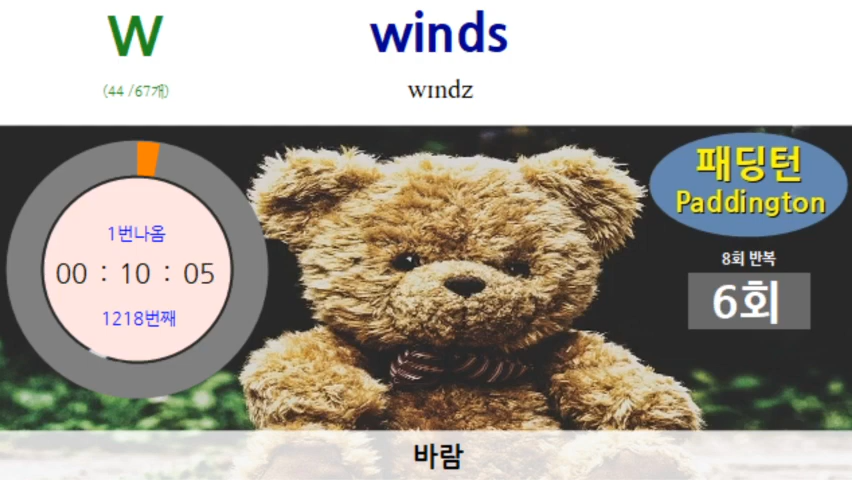 W
winds
(44 /67개)
wɪndz
패딩턴
Paddington
1번나옴
00 : 10 : 05
1218번째
8회 반복
6회
바람